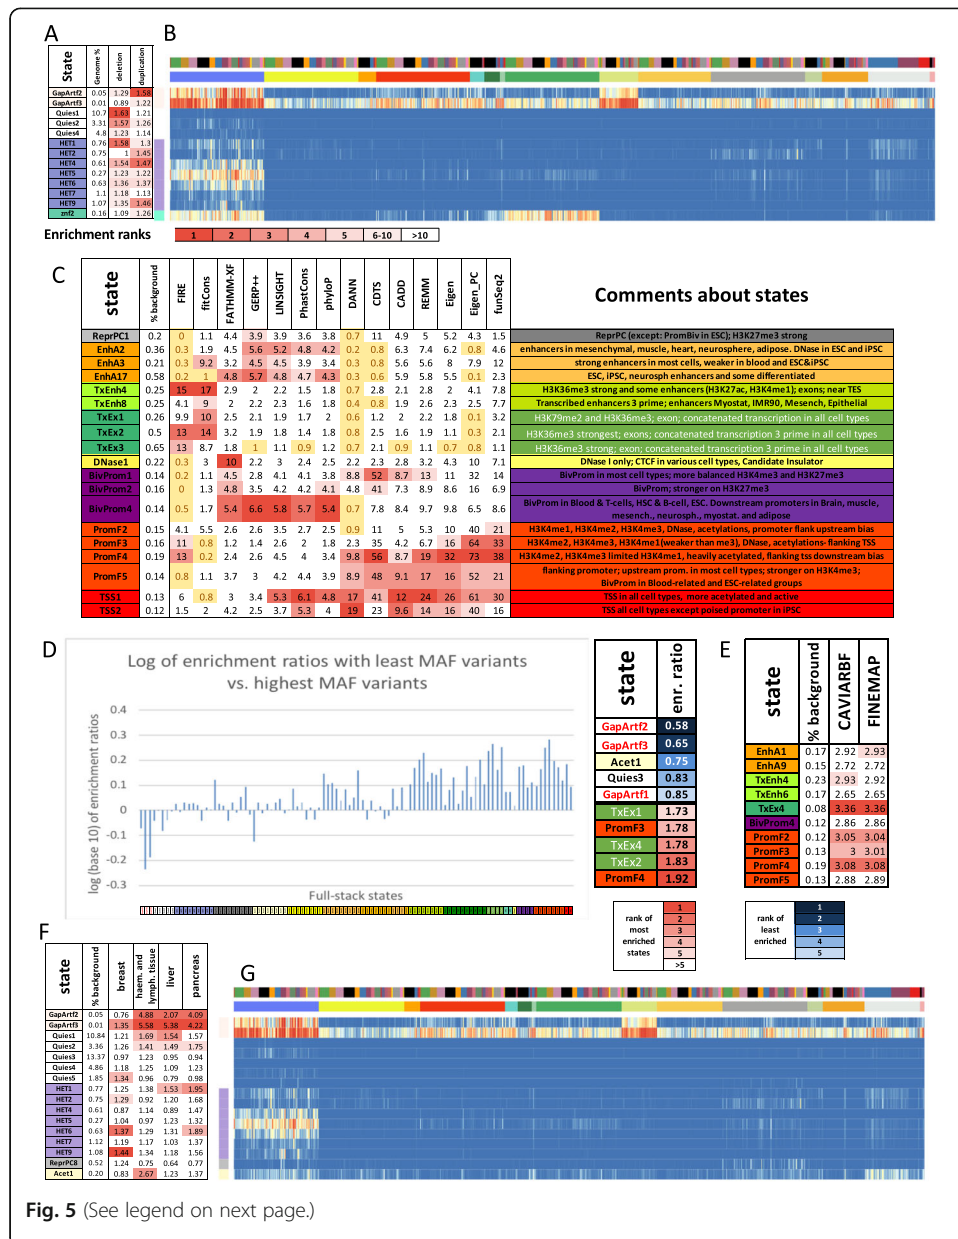 A
State Genome % deletion duplication
GapArtf2 0.05 1.29 1.58
GapArtf3 0.01 0.89 1.22
Quies1 10.7 1.63 1.21
Quies2 3.31 1.57 1.26
Quies4 4.8 1.23 1.14
HET1 0.76 1.58 1.3
HET2 0.75 1 1.45
HET4 0.61 1.54 1.47
HET5 0.27 1.23 1.22
HET6 0.63 1.36 1.37
HET7 1.1 1.18 1.13
HET9 1.07 1.35 1.46
znf2 0.16 1.09 1.26
B
Enrichment ranks 1 2 3 4 5 6-10 >10
C
state % background FIRE fitCons FATHMM-XF GERP++ LINSIGHT PhastCons phyloP DANN CDTS CADD REMM Eigen Eigen_PC funSeq2 Comments about states
ReprPC1 0.2 0 1.1 4.4 3.9 3.9 3.6 3.8 0.7 11 4.9 5 5.2 4.3 1.5 ReprPC (except: PromBiv in ESC); H3K27me3 strong
EnhA2 0.36 0.3 1.9 4.5 5.6 5.2 4.8 4.2 0.2 0.8 6.3 7.4 6.2 0.8 4.6 enhancers in mesenchymal, muscle, heart, neurosphere, adipose. DNase in ESC and iPSC
EnhA3 0.21 0.3 9.2 3.2 4.5 4.5 3.9 3.4 0.3 0.8 5.6 5.6 8 7.9 12 strong enhancers in most cells, weaker in blood and ESC&iPSC
EnhA17 0.58 0.2 1 4.8 5.7 4.8 4.7 4.3 0.3 0.6 5.9 5.8 5.5 0.1 2.3 ESC, iPSC, neurosph enhancers and some differentiated
TxEnh4 0.25 15 17 2.9 2 2.2 1.5 1.8 0.7 2.8 2.1 2.8 2 4.4 11 H3K36me3 strong and some enhancers (H3K27ac, H3K4me1); exons; near TES
TxEnh8 0.25 4.1 9 2 2.2 2.3 1.6 1.8 0.4 0.8 1.9 2.6 2.3 2.5 7.7 Transcribed enhancers 3 prime; enhancers Myostat, IMR90, Mesench, Epithelial
TxEx1 0.26 9.9 10 2.5 2.1 1.9 1.7 2 0.6 1.2 2 2.2 1.8 0.1 3.2 H3K79me2 and H3K36me3; exon; concatenated transcription in all cell types
TxEx2 0.5 13 14 3.2 1.9 1.8 1.4 1.8 0.8 2.5 1.6 1.9 1.1 0.3 2.1 H3K36me3 strongest; exons; concatenated transcription 3 prime in all cell types
TxEx3 0.65 13 8.7 1.8 1 1.2 0.9 1.2 0.3 1.9 0.9 0.7 0.8 1.1 H3K36me3 strong; exons; concatenated transcription 3 prime in all cell types
DNase1 0.22 0.3 3 10 2.2 3 2.4 2.5 2.2 2.3 2.8 3.2 4.3 10 7.1 DNase I only; CTCF in various cell types, Candidate Insulator
BivProm1 0.14 0.2 1.1 4.5 2.8 4.1 3.4 3.1 8.8 52 8.7 13 11 32 14 BivProm in most cell types; more balanced H3K4me3 and H3K27me3
BivProm2 0.16 0 1.3 4.8 3.5 4.2 4.2 4.1 4.8 41 7.3 8.9 8.6 16 6.9 BivProm; stronger on H3K27me3
BivProm4 0.14 0.5 1.7 5.4 6.6 5.8 5.7 5.4 0.7 7.8 8.4 9.7 9.8 6.5 8.6 BivProm in Blood & T-cells, HSC & B-cell, ESC. Downstream promoters in Brain, muscle,
mesench., neurosph., myostat. and adipose
PromF2 0.15 4.1 5.5 2.6 2.6 3.5 2.5 2.9 0.9 11 5 5.3 10 40 21 H3K4me1, H3K4me2, H3K4me3, DNase, acetylations, promoter flank upstream bias
PromF3 0.16 11 0.8 1.2 1.4 2.6 2 1.8 2.3 35 4.2 6.7 16 64 33 H3K4me2, H3K4me3, H3K4me1(weaker than me3), DNase, acetylations- flanking TSS
PromF4 0.19 13 0.2 2.4 2.6 4.5 4 3.4 9.8 56 8.7 19 32 73 38 H3K4me2, H3K4me3 limited H3K4me1, heavily acetylated, flanking tss downstream bias
PromF5 0.14 0.8 1.1 3.7 3 4.2 4.4 3.9 8.9 48 9.1 17 16 52 21 flanking promoter; upstream prom. in most cell types; stronger on H3K4me3;
BivProm in Blood-related and ESC-related groups
TSS1 0.13 6 0.8 3 3.4 5.3 6.1 4.8 17 41 12 24 26 61 30 TSS in all cell types, more acetylated and active
TSS2 0.12 1.5 2 4.2 2.5 3.7 5.3 4 19 23 9.6 14 16 40 16 TSS all cell types except poised promoter in iPSC
D
Log of enrichment ratios with least MAF variants
vs. highest MAF variants
log (base 10) of enrichment ratios
0.4
0.3
0.2
0.1
0
-0.1
-0.2
-0.3
Full-stack states
state enr. ratio
GapArtf2 0.58
GapArtf3 0.65
Acet1 0.75
Quies3 0.83
GapArtf1 0.85
TxEx1 1.73
PromF3 1.78
TxEx4 1.78
TxEx2 1.83
PromF4 1.92
rank of most enriched states 1 2 3 4 5 >5
E
state % background CAVIARBF FINEMAP
EnhA1 0.17 2.92 2.93
EnhA9 0.15 2.72 2.72
TxEnh4 0.23 2.93 2.92
TxEnh6 0.17 2.65 2.65
TxEx4 0.08 3.36 3.36
BivProm4 0.12 2.86 2.86
PromF2 0.12 3.05 3.04
PromF3 0.13 3 3.01
PromF4 0.19 3.08 3.08
PromF5 0.13 2.88 2.89
rank of least enriched 1 2 3 4 5
F
state % background breast haem. and lymph. tissue liver pancreas
GapArtf2 0.05 0.76 4.88 2.07 4.09
GapArtf3 0.01 1.35 5.58 5.38 4.22
Quies1 10.84 1.21 1.69 1.54 1.57
Quies2 3.36 1.26 1.41 1.49 1.75
Quies3 13.37 0.97 1.23 0.95 0.94
Quies4 4.86 1.18 1.25 1.09 1.23
Quies5 1.85 1.34 0.96 0.79 0.98
HET1 0.77 1.25 1.38 1.53 1.95
HET2 0.75 1.29 0.92 1.20 1.68
HET4 0.61 0.87 1.14 0.89 1.47
HET5 0.27 1.04 0.97 1.23 1.32
HET6 0.63 1.37 1.29 1.31 1.89
HET7 1.12 1.19 1.17 1.03 1.37
HET9 1.08 1.44 1.34 1.18 1.56
ReprPC8 0.52 1.24 0.75 0.64 0.77
Acet1 0.20 0.83 2.67 1.23 1.37
G
Fig. 5 (See legend on next page.)